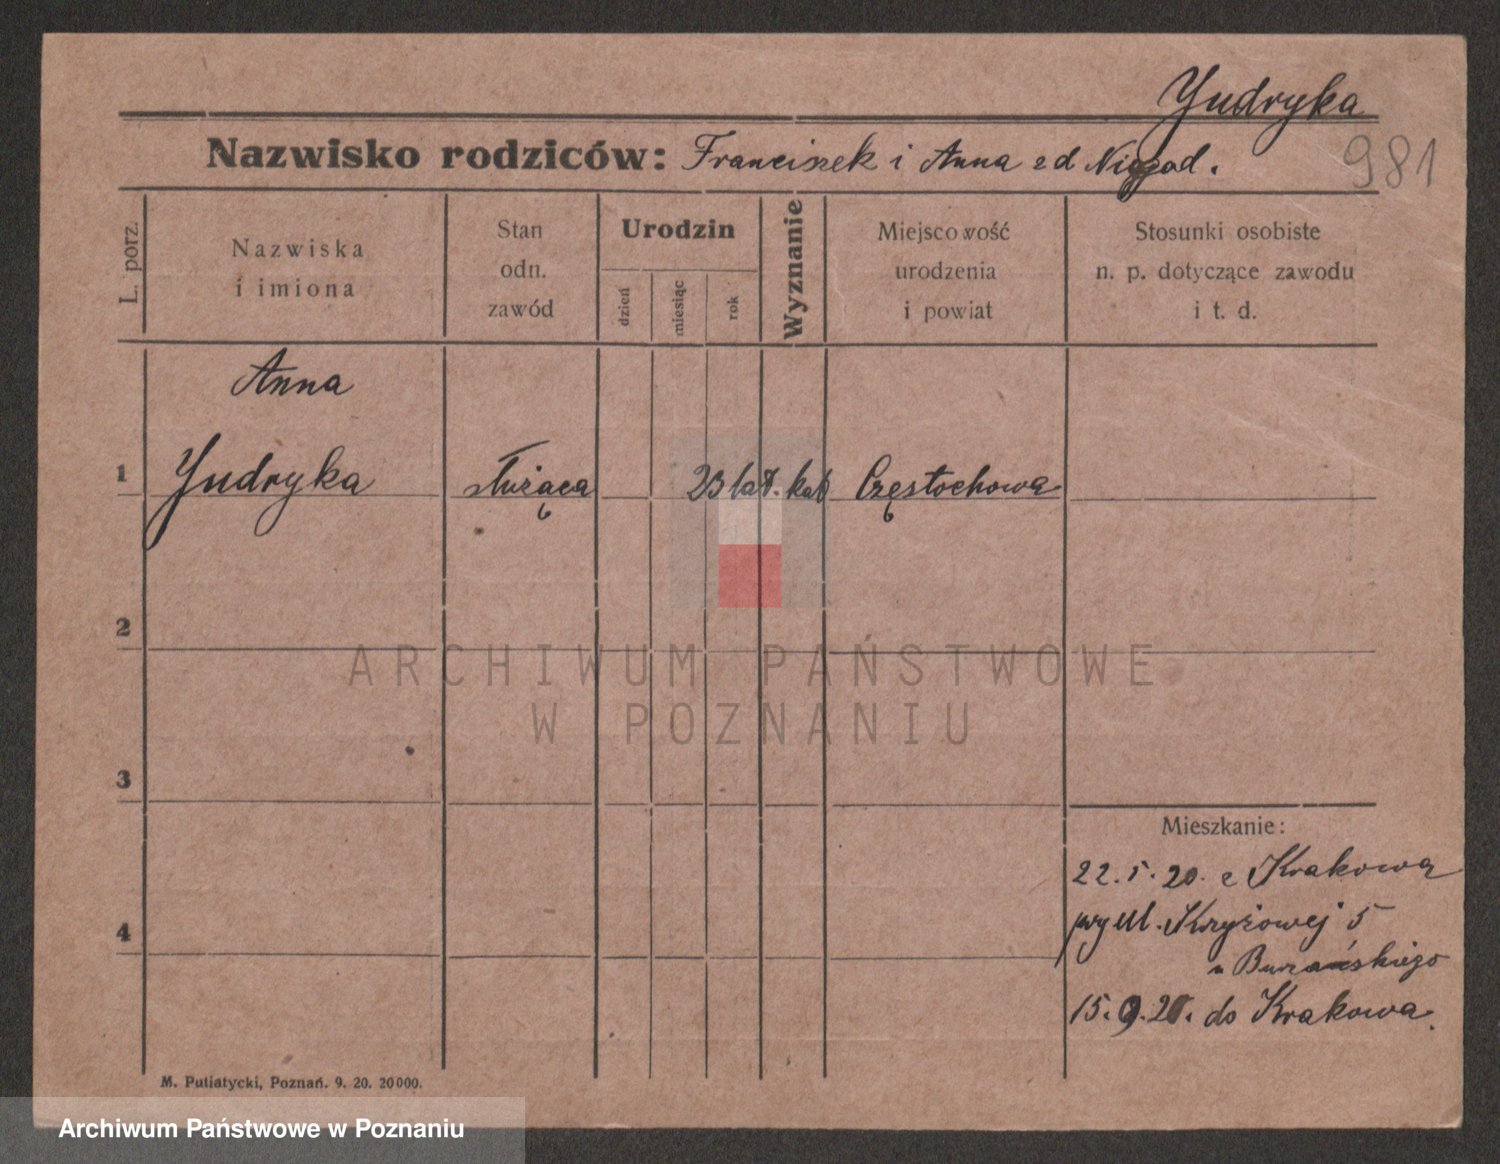 Yudryka
Nazwisko rodziców: Franciszek i Anna zd
981
L. porz.
Nazwiska
i imiona
Stan
odn.
zawód
Urodzin
dzień
miesiąc
rok
Wyznanie
Miejscowość
urodzenia
i powiat
Stosunki osobiste
n. p. dotyczące zawodu
i t. d.
Anna
1 Yudryka służąca 23 lat r. kat Częstochowa
2
3
4
Mieszkanie:
22.5.20. z Krakowa
przy ul. Krzyżowej 5
u
15.9.20. do Krakowa.
M. Putiatycki, Poznań. 9. 20. 20000.
ARCHIWUM PAŃSTWOWE
W POZNANIU
Archiwum Państwowe w Poznaniu